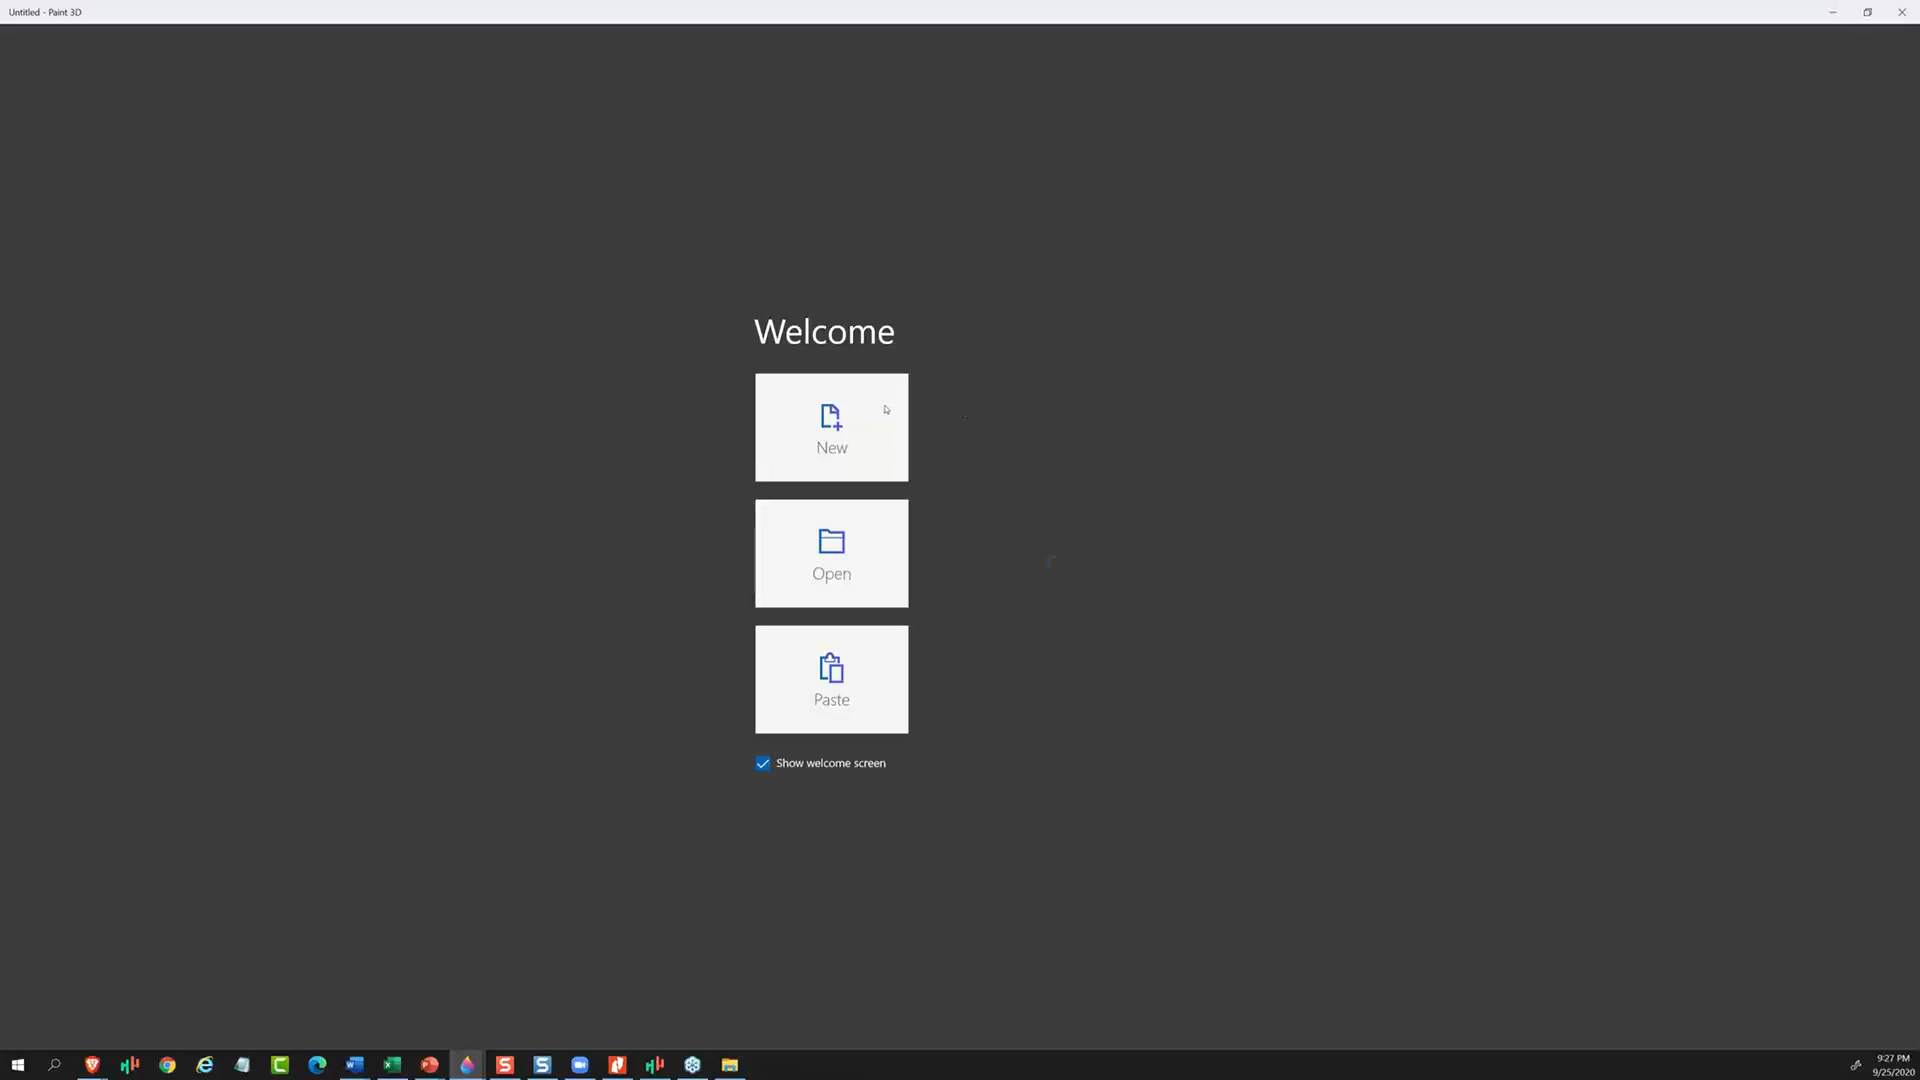 Untitled - Paint 3D
Welcome
New
Open
Paste
Show welcome screen
9:27 PM
9/25/2020